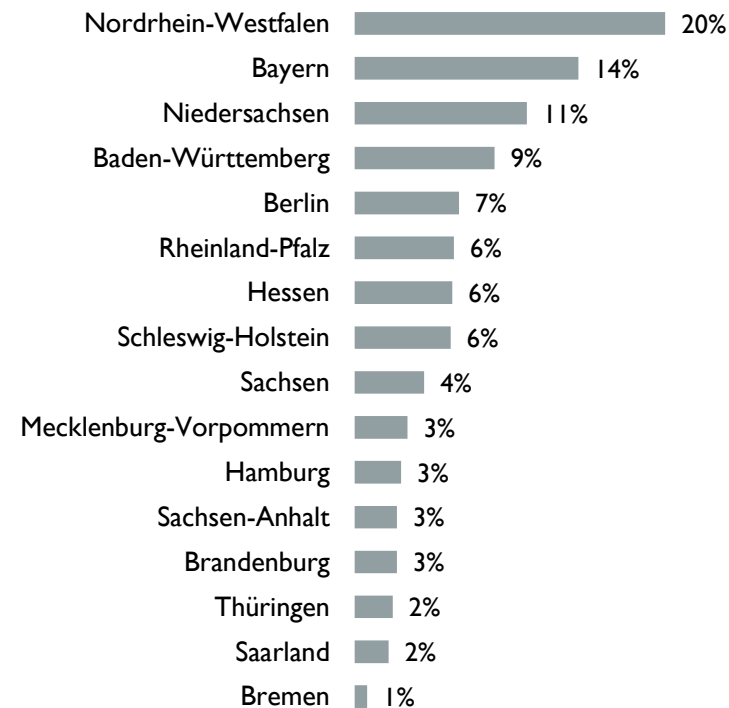 Nordrhein-Westfalen 20%
Bayern 14%
Niedersachsen 11%
Baden-Württemberg 9%
Berlin 7%
Rheinland-Pfalz 6%
Hessen 6%
Schleswig-Holstein 6%
Sachsen 4%
Mecklenburg-Vorpommern 3%
Hamburg 3%
Sachsen-Anhalt 3%
Brandenburg 3%
Thüringen 2%
Saarland 2%
Bremen 1%